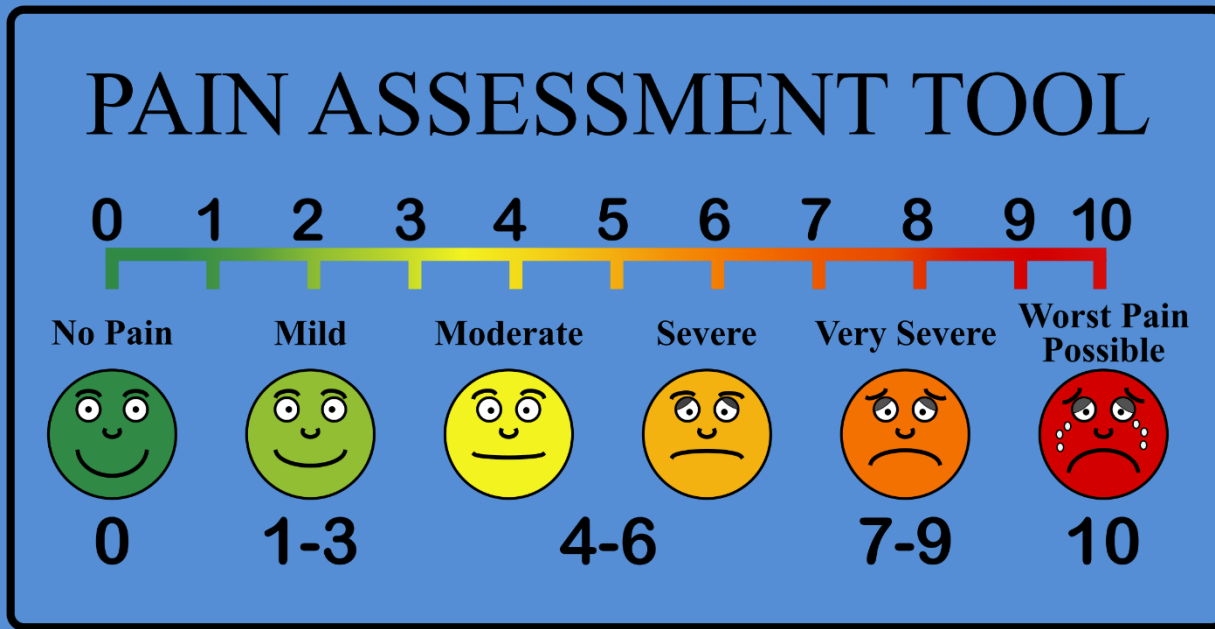 PAIN ASSESSMENT TOOL
0 1 2 3 4 5 6 7 8 9 10
No Pain Mild Moderate Severe Very Severe Worst Pain Possible
0 1-3 4-6 7-9 10